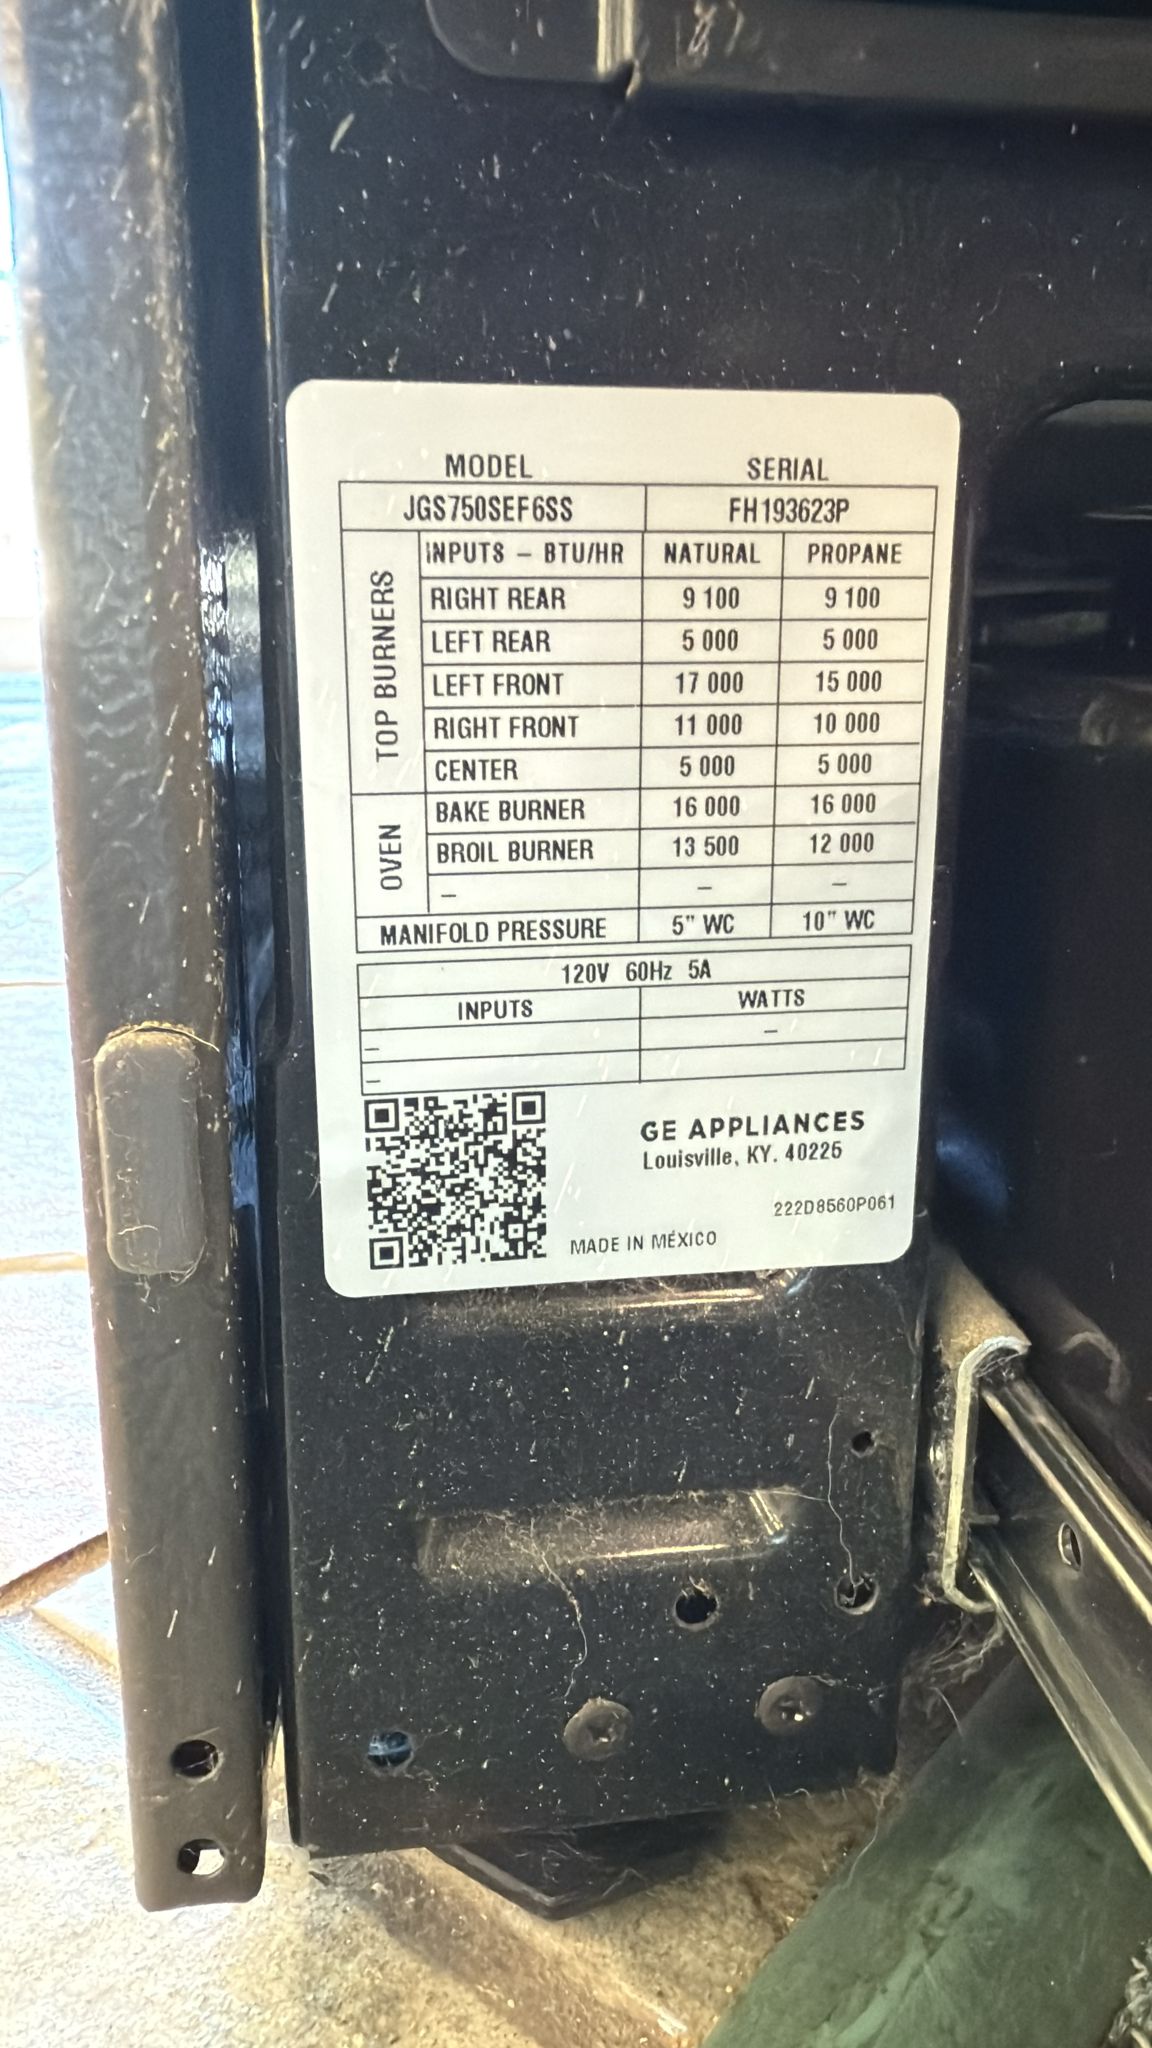 MODEL SERIAL
JGS750SEF6SS FH193623P
TOP BURNERS
INPUTS – BTU/HR NATURAL PROPANE
RIGHT REAR 9 100 9 100
LEFT REAR 5 000 5 000
LEFT FRONT 17 000 15 000
RIGHT FRONT 11 000 10 000
CENTER 5 000 5 000
OVEN
BAKE BURNER 16 000 16 000
BROIL BURNER 13 500 12 000
– – –
MANIFOLD PRESSURE 5" WC 10" WC
120V 60Hz 5A
INPUTS WATTS
– –
–
GE APPLIANCES
Louisville, KY. 40225
222D8560P061
MADE IN MÉXICO